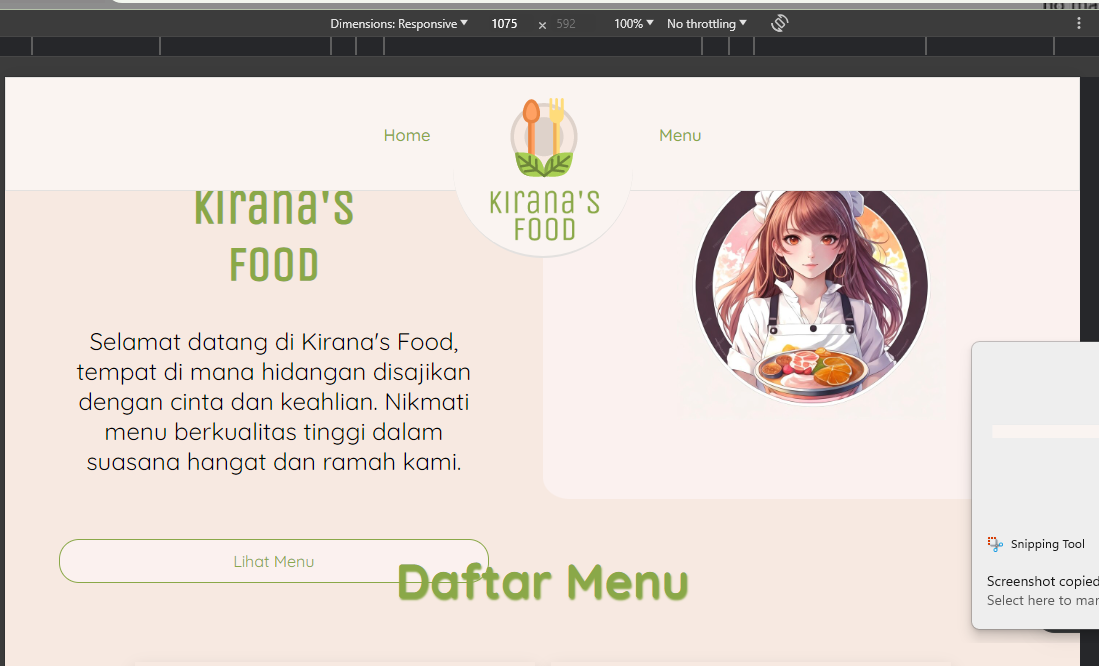 Dimensions: Responsive 1075 × 592 100% No throttling
Home
Menu
Kirana's
FOOD
Kirana's
FOOD
Selamat datang di Kirana's Food,
tempat di mana hidangan disajikan
dengan cinta dan keahlian. Nikmati
menu berkualitas tinggi dalam
suasana hangat dan ramah kami.
Lihat Menu
Daftar Menu
Snipping Tool
Screenshot copied
Select here to mar